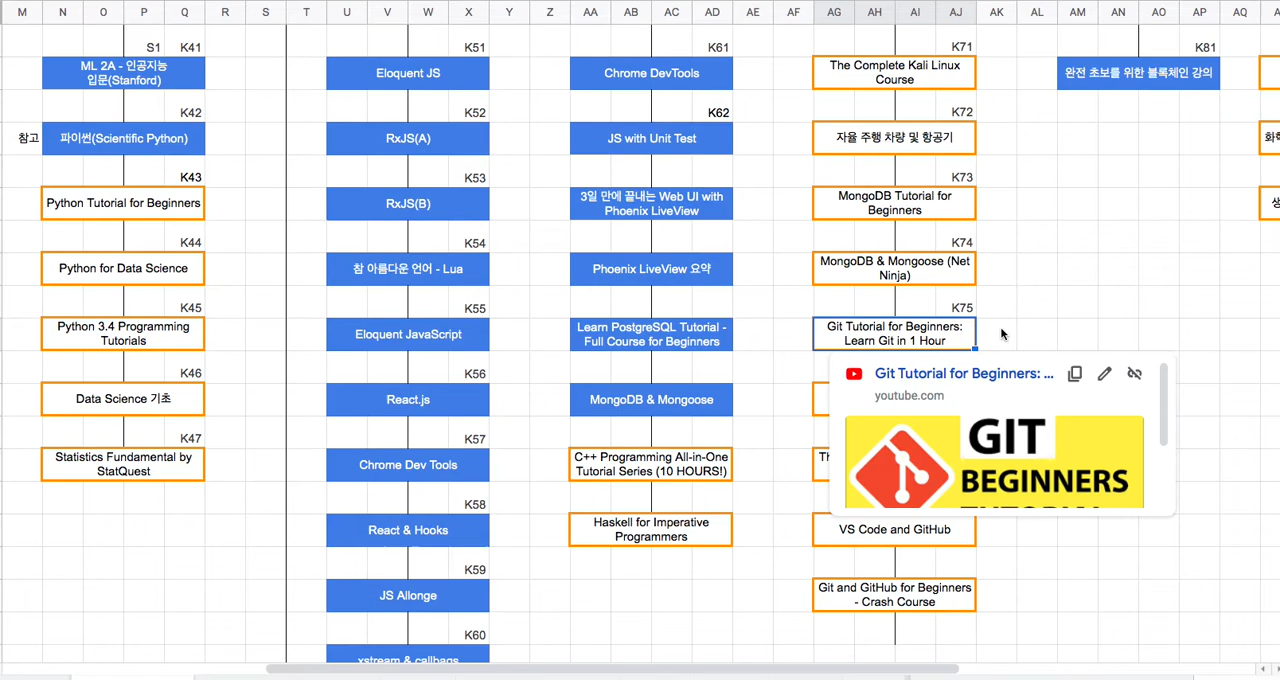 M N O P Q R S T U V W X Y Z AA AB AC AD AE AF AG AH AI AJ AK AL AM AN AO AP AQ
S1 K41
ML 2A - 인공지능
입문(Stanford)
K42
참고
파이썬(Scientific Python)
K43
Python Tutorial for Beginners
K44
Python for Data Science
K45
Python 3.4 Programming
Tutorials
K46
Data Science 기초
K47
Statistics Fundamental by
StatQuest
K51
Eloquent JS
K52
RxJS(A)
K53
RxJS(B)
K54
참 아름다운 언어 - Lua
K55
Eloquent JavaScript
K56
React.js
K57
Chrome Dev Tools
K58
React & Hooks
K59
JS Allonge
K60
xstream & callbags
K61
Chrome DevTools
K62
JS with Unit Test
3일 만에 끝내는 Web UI with
Phoenix LiveView
Phoenix LiveView 요약
Learn PostgreSQL Tutorial -
Full Course for Beginners
MongoDB & Mongoose
C++ Programming All-in-One
Tutorial Series (10 HOURS!)
Haskell for Imperative
Programmers
K71
The Complete Kali Linux
Course
K72
자율 주행 차량 및 항공기
K73
MongoDB Tutorial for
Beginners
K74
MongoDB & Mongoose (Net
Ninja)
K75
Git Tutorial for Beginners:
Learn Git in 1 Hour
Git Tutorial for Beginners: ...
youtube.com
GIT
BEGINNERS
TUTORIAL
Th
VS Code and GitHub
Git and GitHub for Beginners
- Crash Course
K81
완전 초보를 위한 블록체인 강의
화학
생